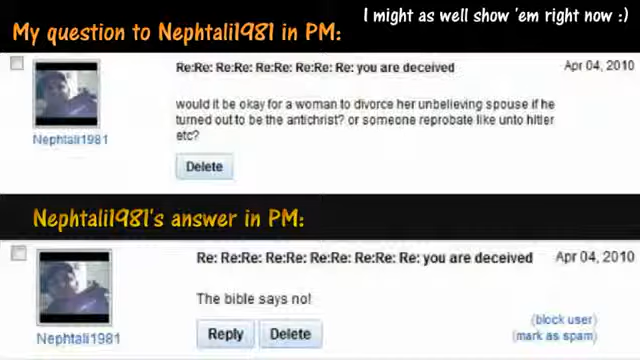 I might as well show 'em right now :)
My question to Nephtali1981 in PM:
Re:Re: Re:Re: Re:Re: Re:Re: Re: you are deceived
Apr 04, 2010
would it be okay for a woman to divorce her unbelieving spouse if he
turned out to be the antichrist? or someone reprobate like unto hitler
etc?
Nephtali1981
Delete
Nephtali1981's answer in PM:
Re: Re:Re: Re:Re: Re:Re: Re:Re: Re: you are deceived
Apr 04, 2010
The bible says no!
Nephtali1981
Reply
Delete
(block user)
(mark as spam)